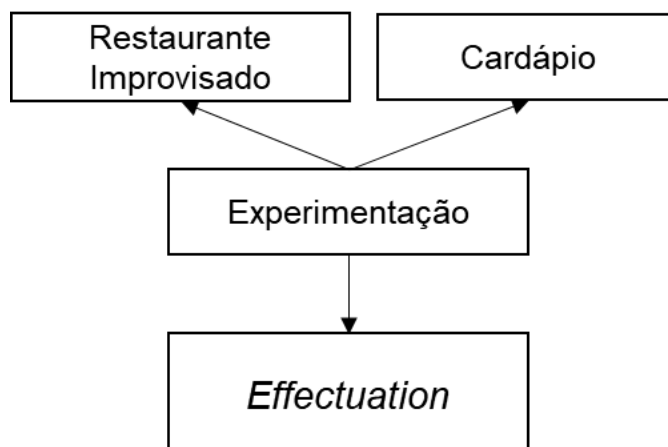 Restaurante
Improvisado
Cardápio
Experimentação
Effectuation